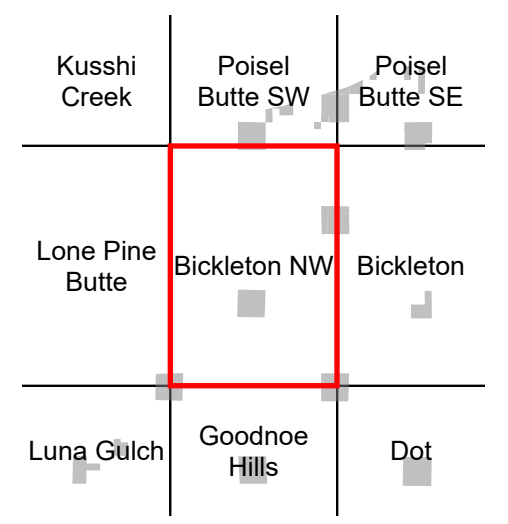 Kusshi
Creek
Poisel
Butte SW
Poisel
Butte SE
Lone Pine
Butte
Bickleton NW
Bickleton
Luna Gulch
Goodnoe
Hills
Dot